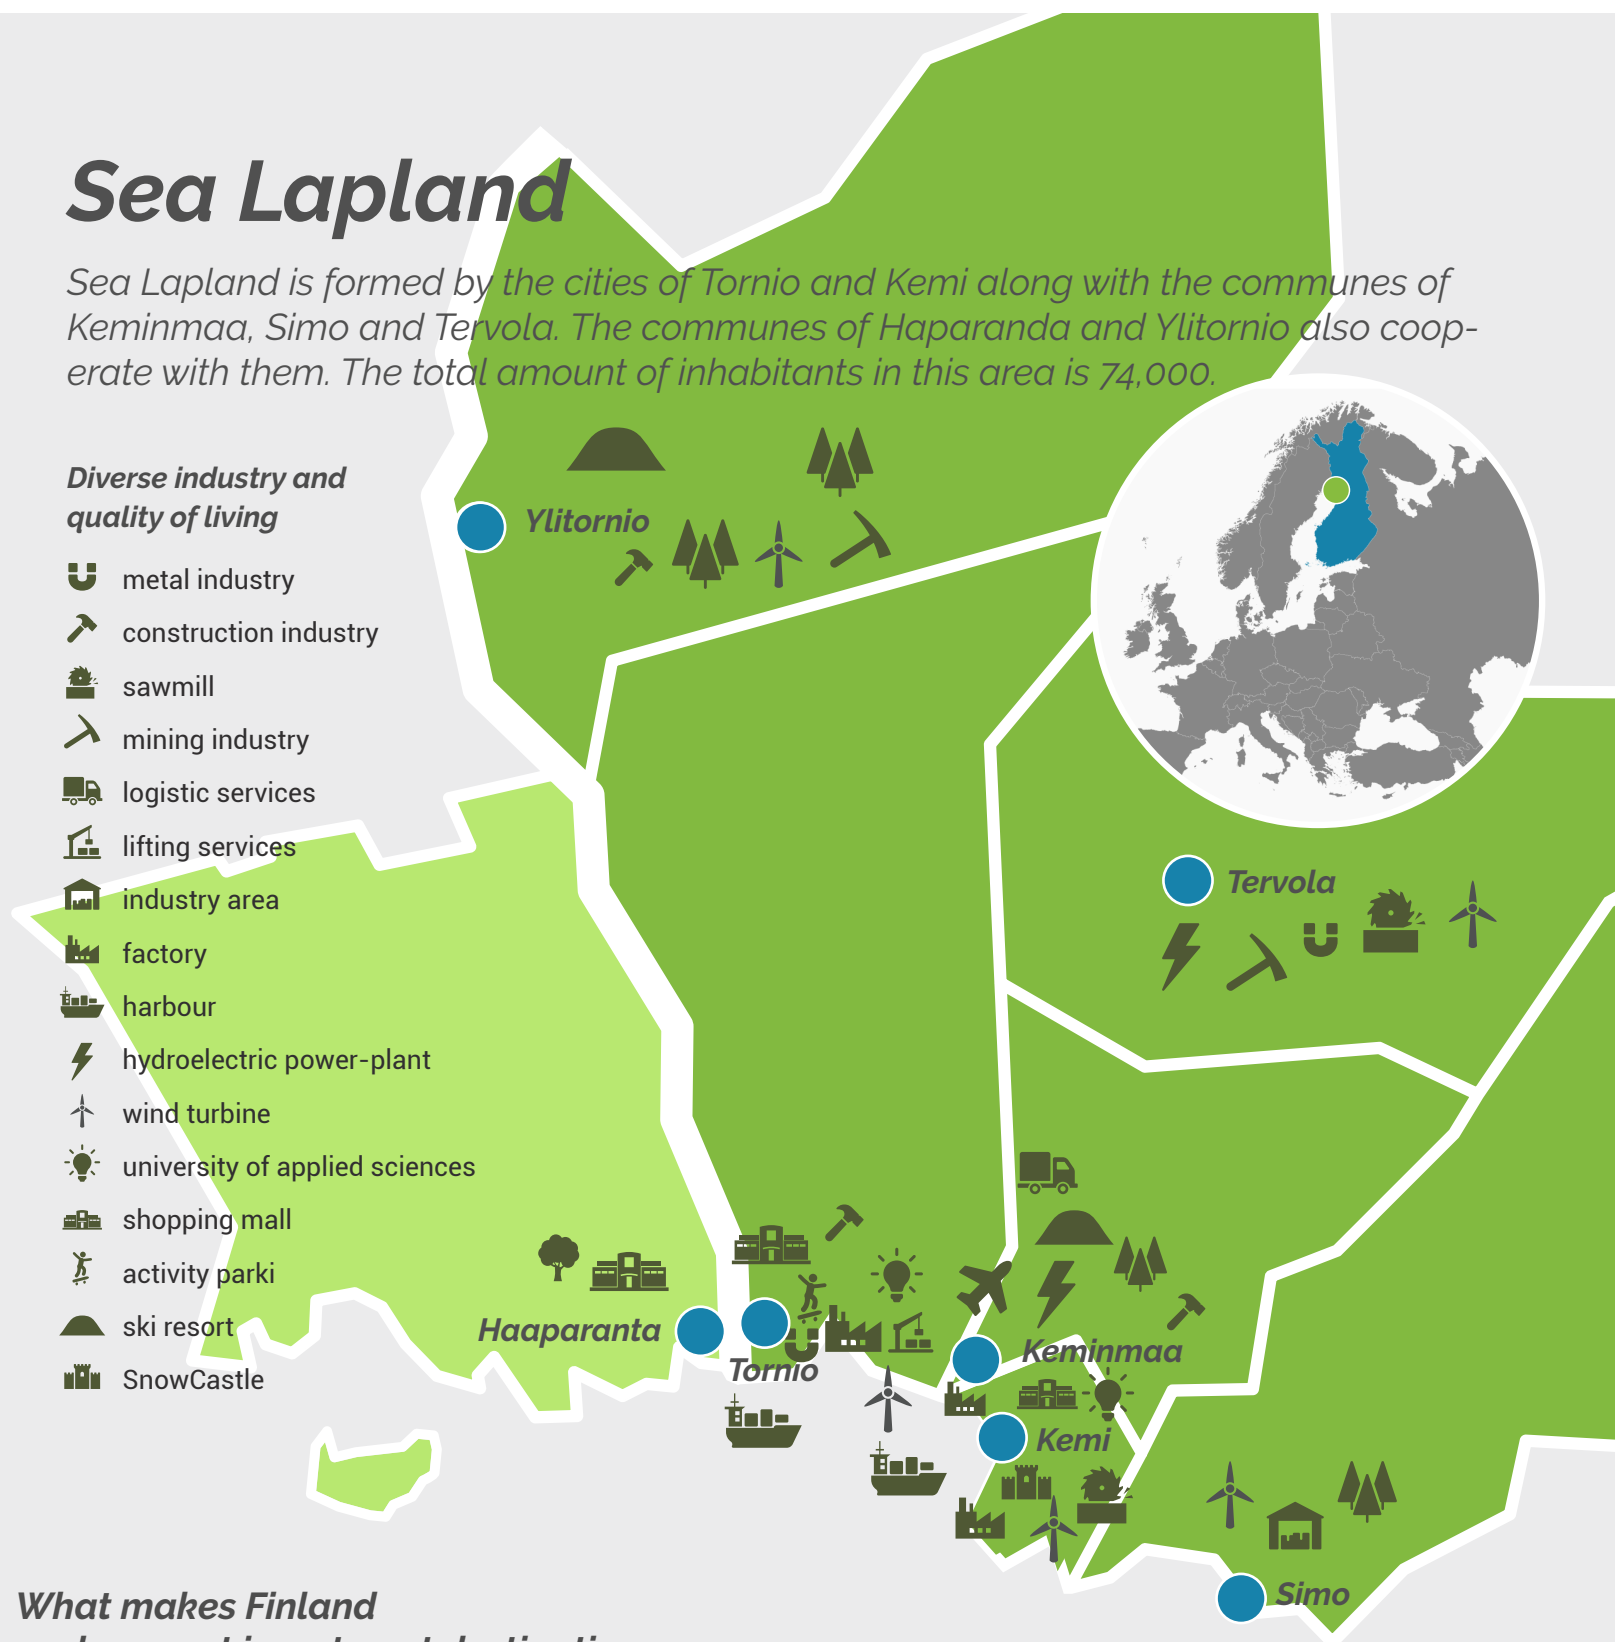 Sea Lapland
Sea Lapland is formed by the cities of Tornio and Kemi along with the communes of
Keminmaa, Simo and Tervola. The communes of Haparanda and Ylitornio also coop-
erate with them. The total amount of inhabitants in this area is 74,000.
Diverse industry and
quality of living
metal industry
construction industry
sawmill
mining industry
logistic services
lifting services
industry area
factory
harbour
hydroelectric power-plant
wind turbine
university of applied sciences
shopping mall
activity parki
ski resort
SnowCastle
Ylitornio
Tervola
Haaparanta
Tornio
Keminmaa
Kemi
Simo
What makes Finland